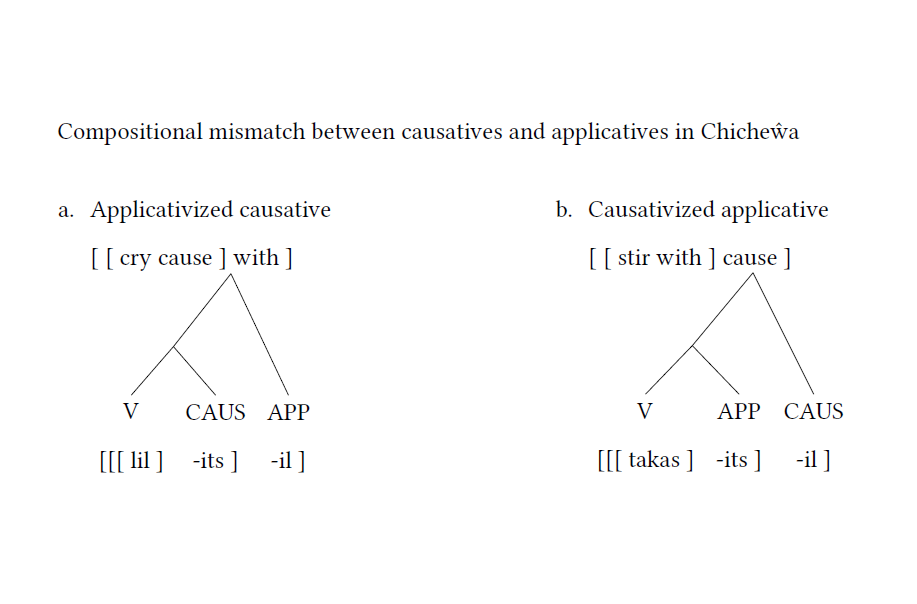 Compositional mismatch between causatives and applicatives in Chicheŵa
a. Applicativized causative
[ [ cry cause ] with ]
V CAUS APP
[[[ lil ] -its ] -il ]
b. Causativized applicative
[ [ stir with ] cause ]
V APP CAUS
[[[ takas ] -its ] -il ]